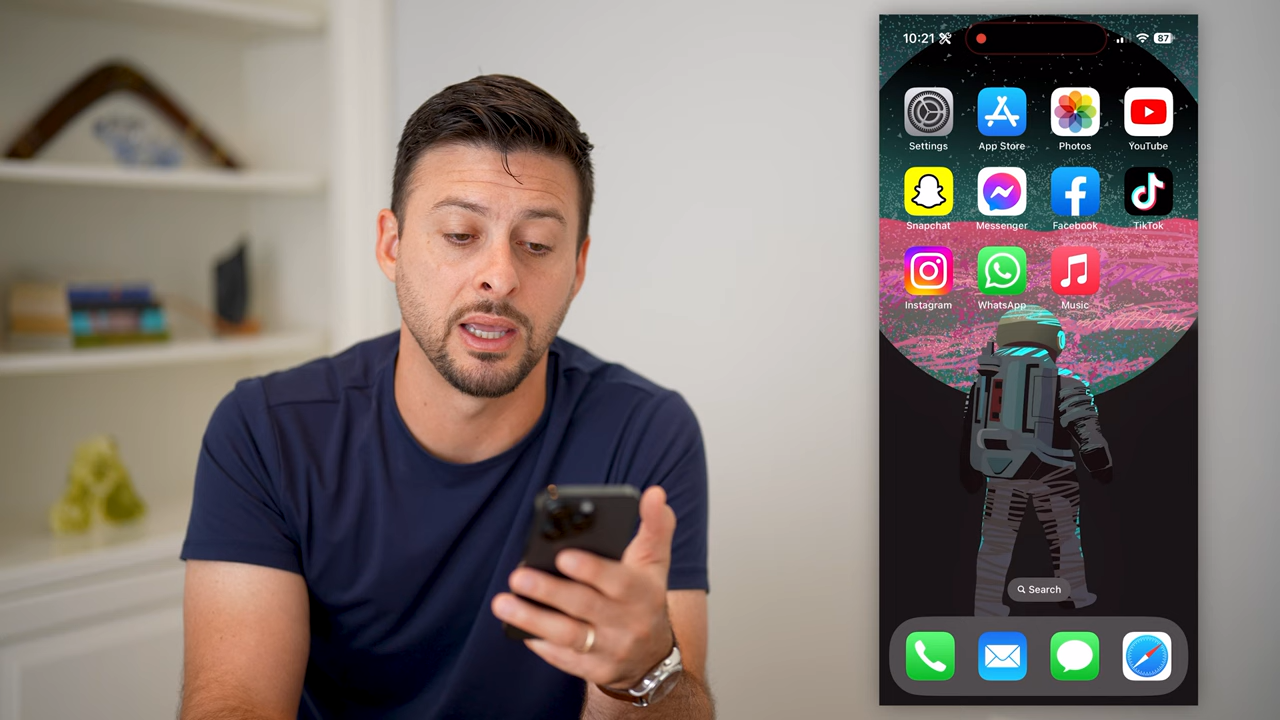 10:21 87
Settings App Store Photos YouTube
Snapchat Messenger Facebook TikTok
Instagram WhatsApp Music
Search